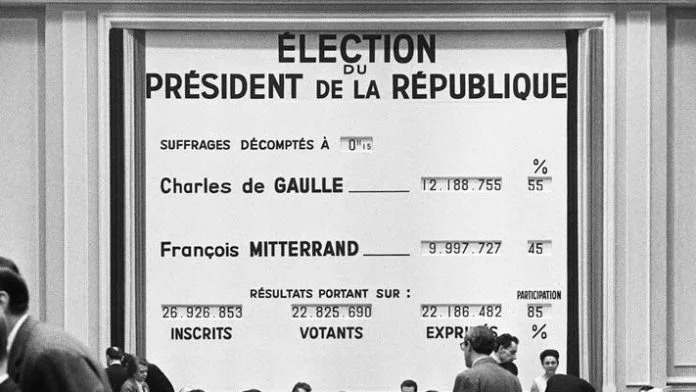 ÉLECTION
DU
PRÉSIDENT DE LA RÉPUBLIQUE
SUFFRAGES DÉCOMPTÉS À 0H15
%
Charles de GAULLE 12.188.755 55
François MITTERRAND 9.997.727 45
RÉSULTATS PORTANT SUR : PARTICIPATION
26.926.853 22.825.690 22.186.482 85
INSCRITS VOTANTS EXPRIMÉS %